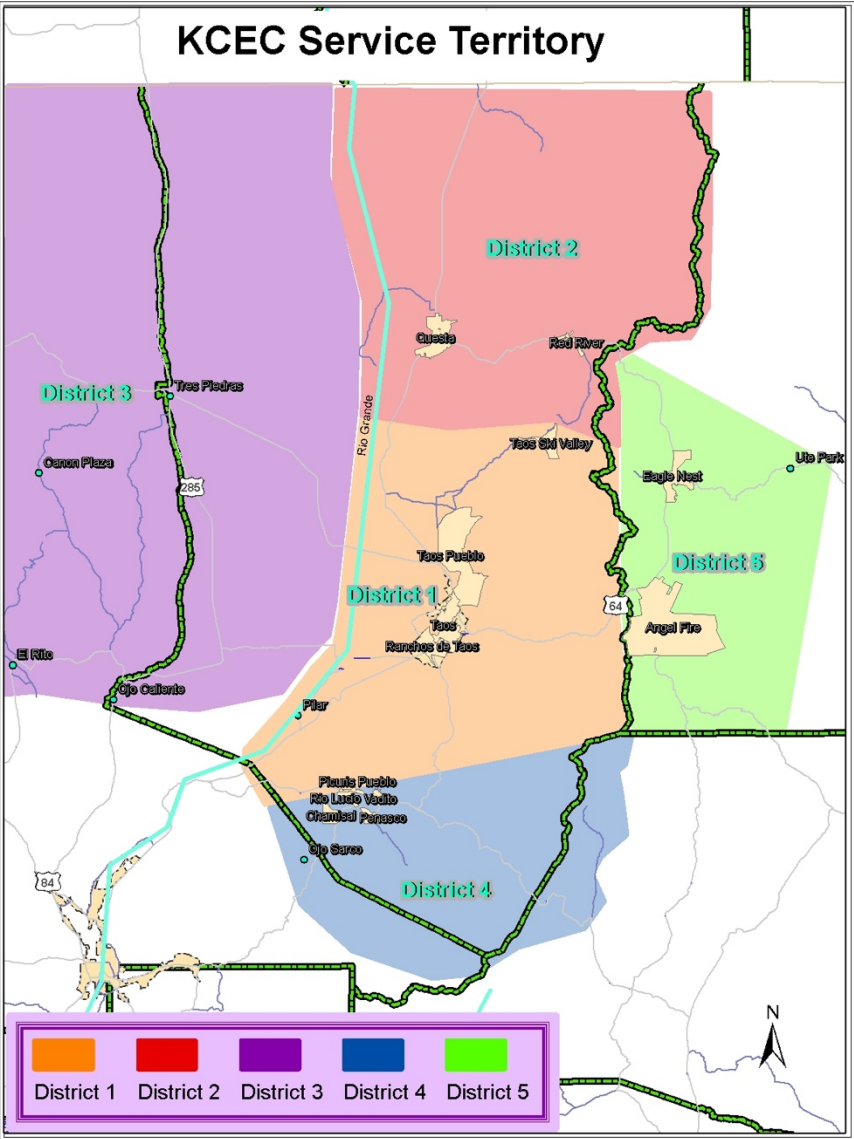 KCEC Service Territory
District 2
Questa
Red River
District 3
Tres Piedras
Rio Grande
Taos Ski Valley
Canon Plaza
Ute Park
Eagle Nest
285
Taos Pueblo
District 5
District 1
64
Taos
Angel Fire
Ranchos de Taos
El Rito
Ojo Caliente
Pilar
Picuris Pueblo
Rio Lucio Vadito
Chamisal Penasco
Ojo Sarco
84
District 4
N
District 1 District 2 District 3 District 4 District 5